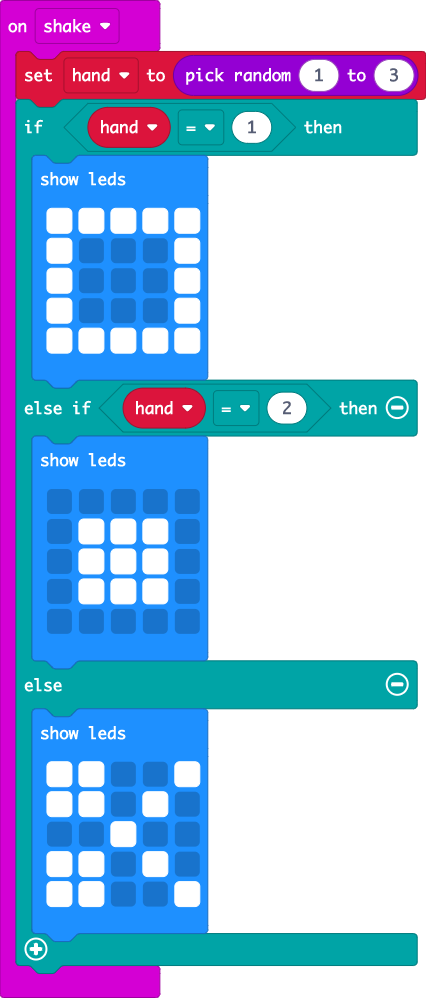 on shake
set hand to pick random 1 to 3
if hand = 1 then
show leds
else if hand = 2 then
show leds
else
show leds